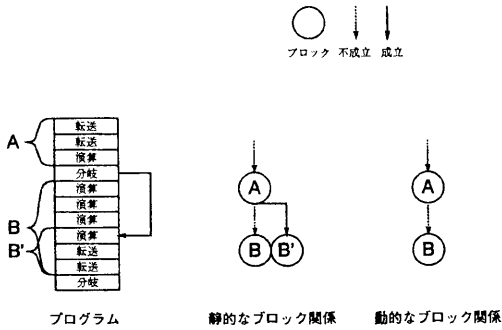 ブロック 不成立 成立
A
B
B'
転送
転送
演算
分岐
演算
演算
演算
演算
転送
転送
分岐
A
B B'
A
B
プログラム 静的なブロック関係 動的なブロック関係